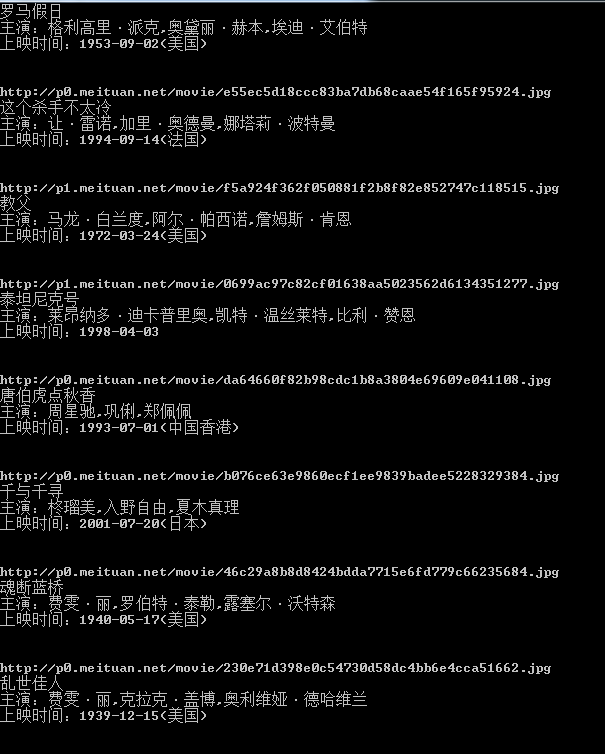 罗马假日
主演：格利高里·派克,奥黛丽·赫本,埃迪·艾伯特
上映时间：1953-09-02(美国)
http://p0.meituan.net/movie/e55ec5d18ccc83ba7db68caae54f165f95924.jpg
这个杀手不太冷
主演：让·雷诺,加里·奥德曼,娜塔莉·波特曼
上映时间：1994-09-14(法国)
http://p1.meituan.net/movie/f5a924f362f050881f2b8f82e852747c118515.jpg
教父
主演：马龙·白兰度,阿尔·帕西诺,詹姆斯·肯恩
上映时间：1972-03-24(美国)
http://p1.meituan.net/movie/0699ac97c82cf01638aa5023562d6134351277.jpg
泰坦尼克号
主演：莱昂纳多·迪卡普里奥,凯特·温丝莱特,比利·赞恩
上映时间：1998-04-03
http://p0.meituan.net/movie/da64660f82b98cdc1b8a3804e69609e041108.jpg
唐伯虎点秋香
主演：周星驰,巩俐,郑佩佩
上映时间：1993-07-01(中国香港)
http://p0.meituan.net/movie/b076ce63e9860ecf1ee9839badee5228329384.jpg
千与千寻
主演：柊瑠美,入野自由,夏木真理
上映时间：2001-07-20(日本)
http://p0.meituan.net/movie/46c29a8b8d8424bdda7715e6fd779c66235684.jpg
魂断蓝桥
主演：费雯·丽,罗伯特·泰勒,露塞尔·沃特森
上映时间：1940-05-17(美国)
http://p0.meituan.net/movie/230e71d398e0c54730d58dc4bb6e4cca51662.jpg
乱世佳人
主演：费雯·丽,克拉克·盖博,奥利维娅·德哈维兰
上映时间：1939-12-15(美国)